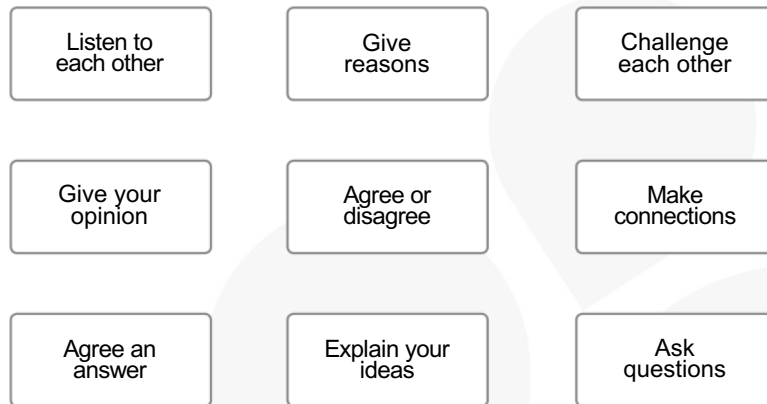 Listen to
each other
Give
reasons
Challenge
each other
Give your
opinion
Agree or
disagree
Make
connections
Agree an
answer
Explain your
ideas
Ask
questions